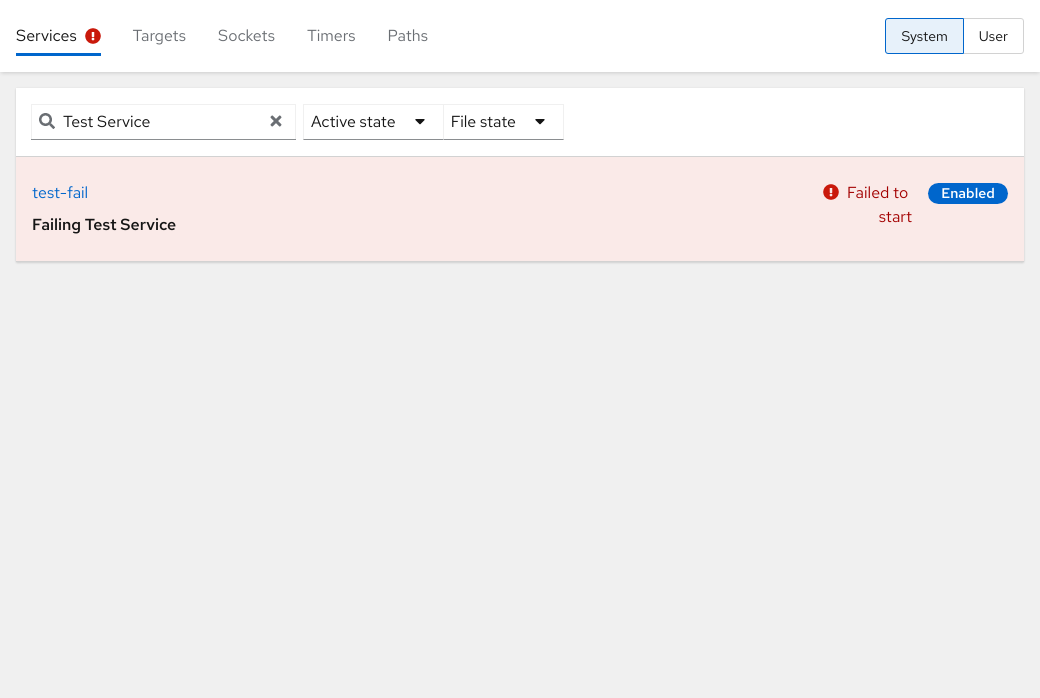 Services Targets Sockets Timers Paths System User
Test Service Active state File state
test-fail
Failing Test Service
Failed to
start
Enabled